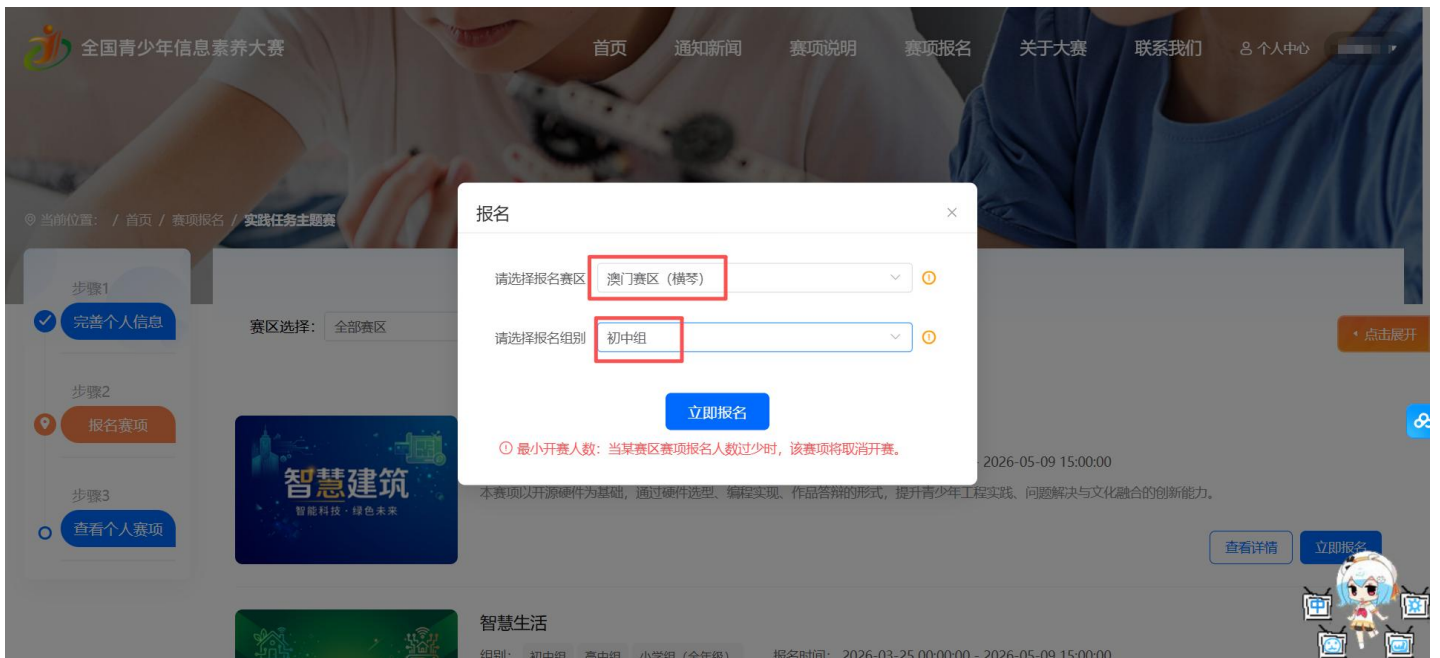 全国青少年信息素养大赛
首页 通知新闻 赛项说明 赛项报名 关于大赛 联系我们 个人中心
当前位置： / 首页 / 赛项报名 / 实践任务主题赛
报名
请选择报名赛区 澳门赛区（横琴）
请选择报名组别 初中组
立即报名
最小开赛人数：当某赛区赛项报名人数过少时，该赛项将取消开赛。
步骤1
完善个人信息
步骤2
报名赛项
步骤3
查看个人赛项
赛区选择： 全部赛区
点击展开
智慧建筑
智能科技·绿色未来
- 2026-05-09 15:00:00
本赛项以开源硬件为基础，通过硬件选型、编程实现、作品答辩的形式，提升青少年工程实践、问题解决与文化融合的创新能力。
查看详情 立即报名
中
智慧生活
组别： 初中组 高中组 小学组（全年级） 报名时间： 2026-03-25 00:00:00 - 2026-05-09 15:00:00